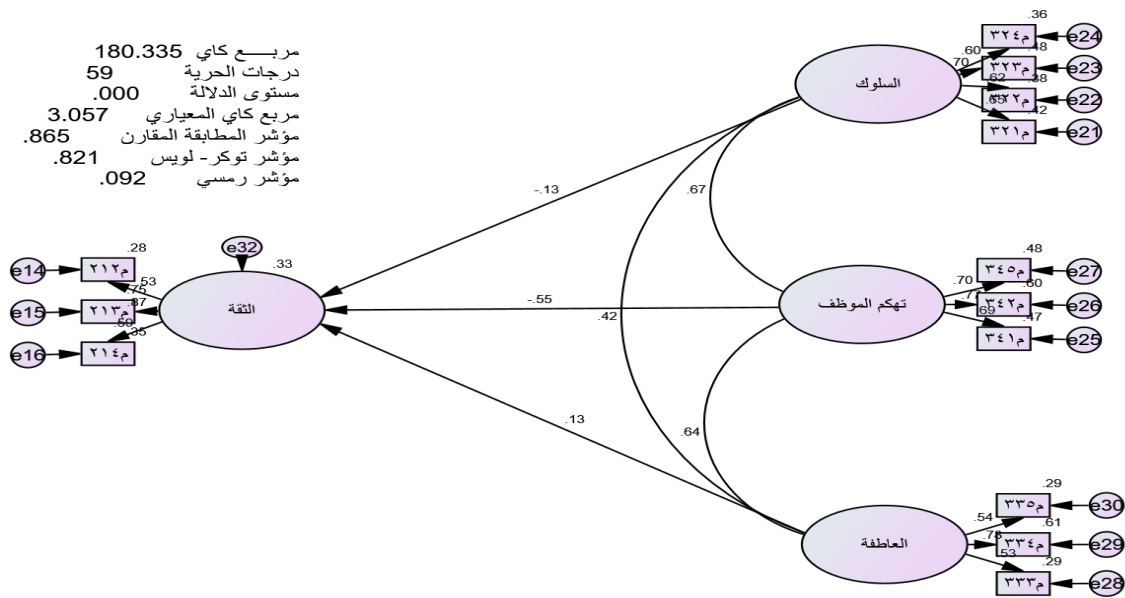 مربـــــع كاي 180.335
درجات الحرية 59
مستوى الدلالة .000
مربع كاي المعياري 3.057
مؤشر المطابقة المقارن .865
مؤشر توكر- لويس .821
مؤشر رمسي .092
.36
م٣٢٤
e24
.60
.48
م٣٢٣
e23
.70
.38
م٣٢٢
e22
.62
.42
م٣٢١
e21
.65
السلوك
-.13
.67
.42
e32
.33
الثقة
.28
م٢١٢
e14
.53
.75
م٢١٣
e15
.87
.59
.35
م٢١٤
e16
-.55
تهكم الموظف
.48
م٣٤٥
e27
.70
.60
م٣٤٢
e26
.77
.47
م٣٤١
e25
.69
.64
.13
العاطفة
.29
م٣٣٥
e30
.54
.61
م٣٣٤
e29
.78
.29
م٣٣٣
e28
.53